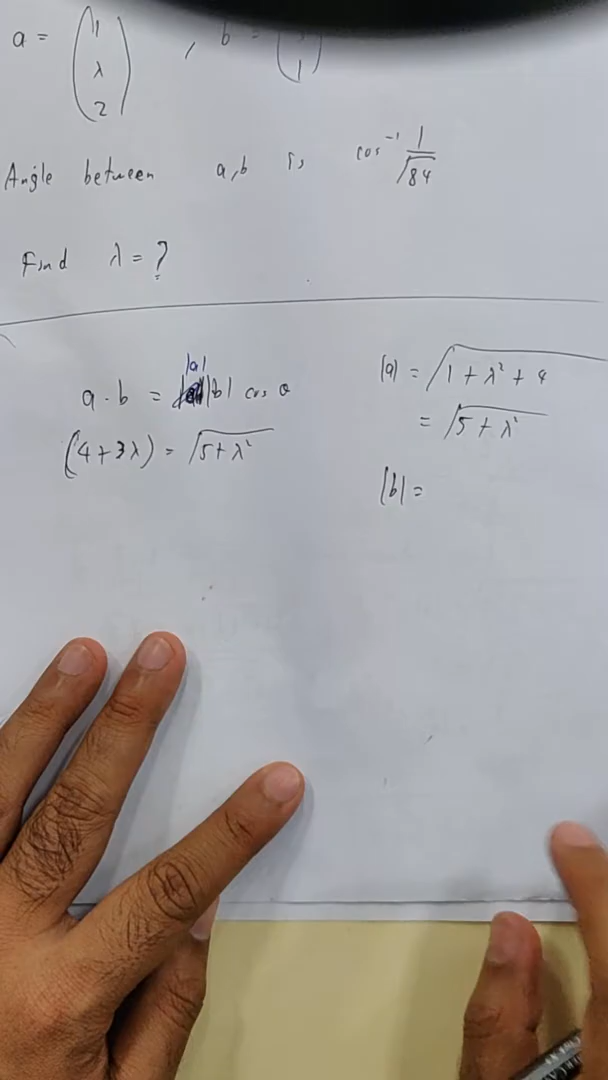 a = (1 λ 2) , b = ( 1)
Angle between a,b is cos⁻¹ 1/√84
Find λ = ?
a · b = |a| |b| cos θ
(4+3λ) = √5+λ²
|a| = √1 + λ² + 4
= √5 + λ²
|b| =